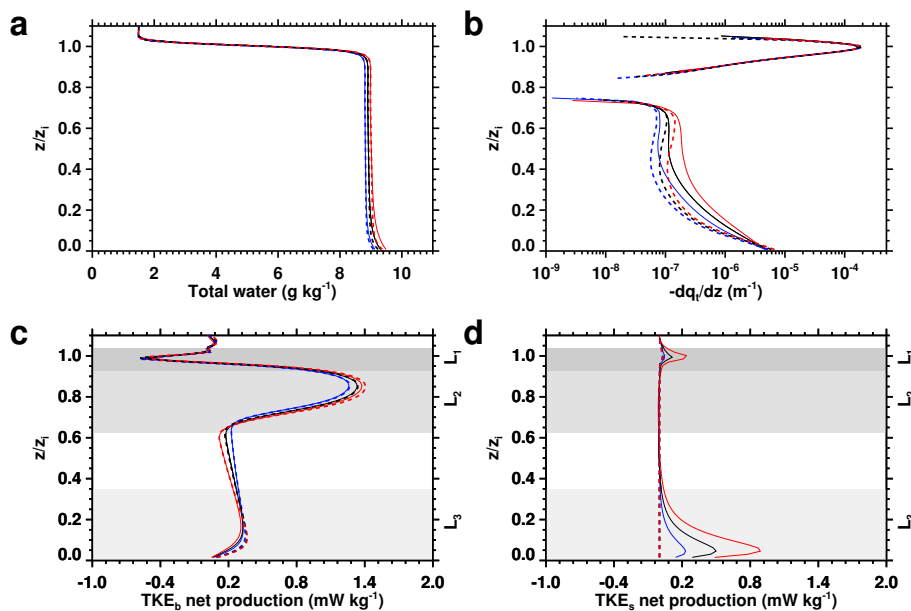 a
1.0
0.8
0.6
0.4
0.2
0.0
z/zi
0 2 4 6 8 10
Total water (g kg-1)
b
1.0
0.8
0.6
0.4
0.2
0.0
z/zi
10-9 10-8 10-7 10-6 10-5 10-4
-dqt/dz (m-1)
c
1.0
0.8
0.6
0.4
0.2
0.0
z/zi
L1
L2
L3
-1.0 -0.4 0.2 0.8 1.4 2.0
TKEb net production (mW kg-1)
d
1.0
0.8
0.6
0.4
0.2
0.0
z/zi
-1.0 -0.4 0.2 0.8 1.4 2.0
TKEs net production (mW kg-1)